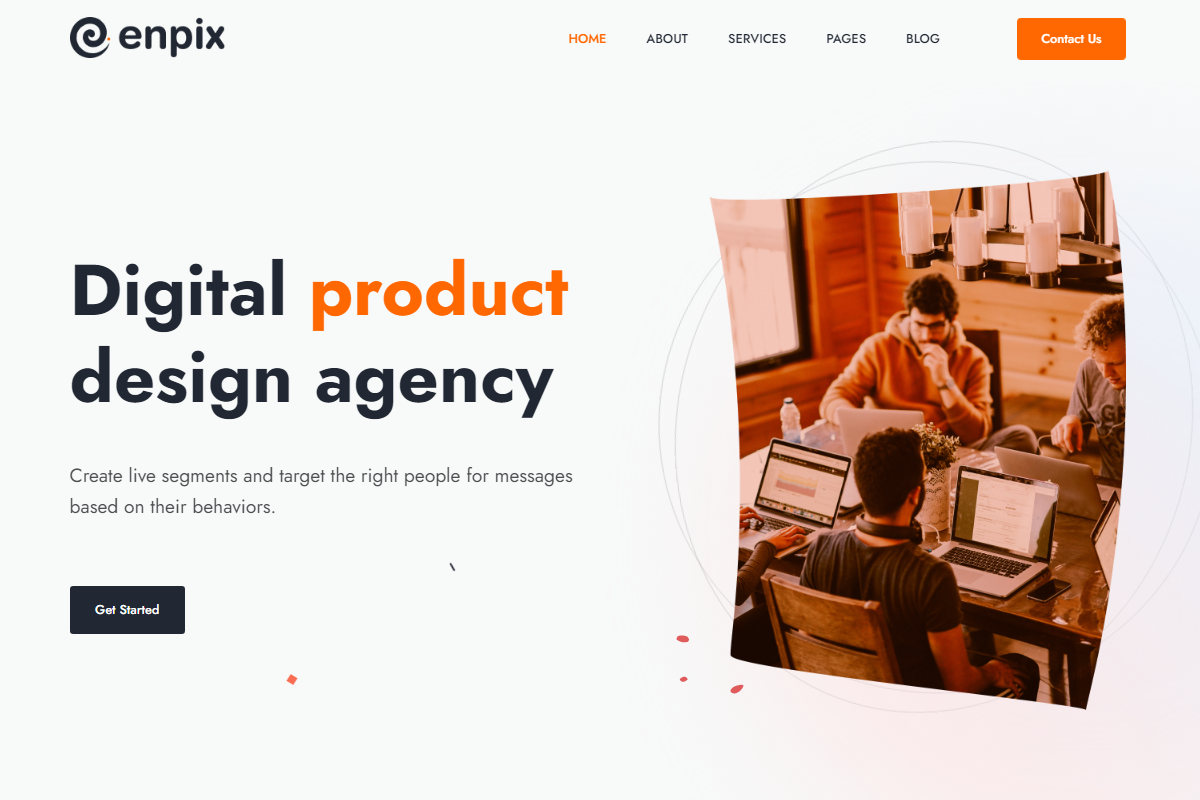 enpix
HOME ABOUT SERVICES PAGES BLOG Contact Us
Digital product
design agency
Create live segments and target the right people for messages
based on their behaviors.
Get Started